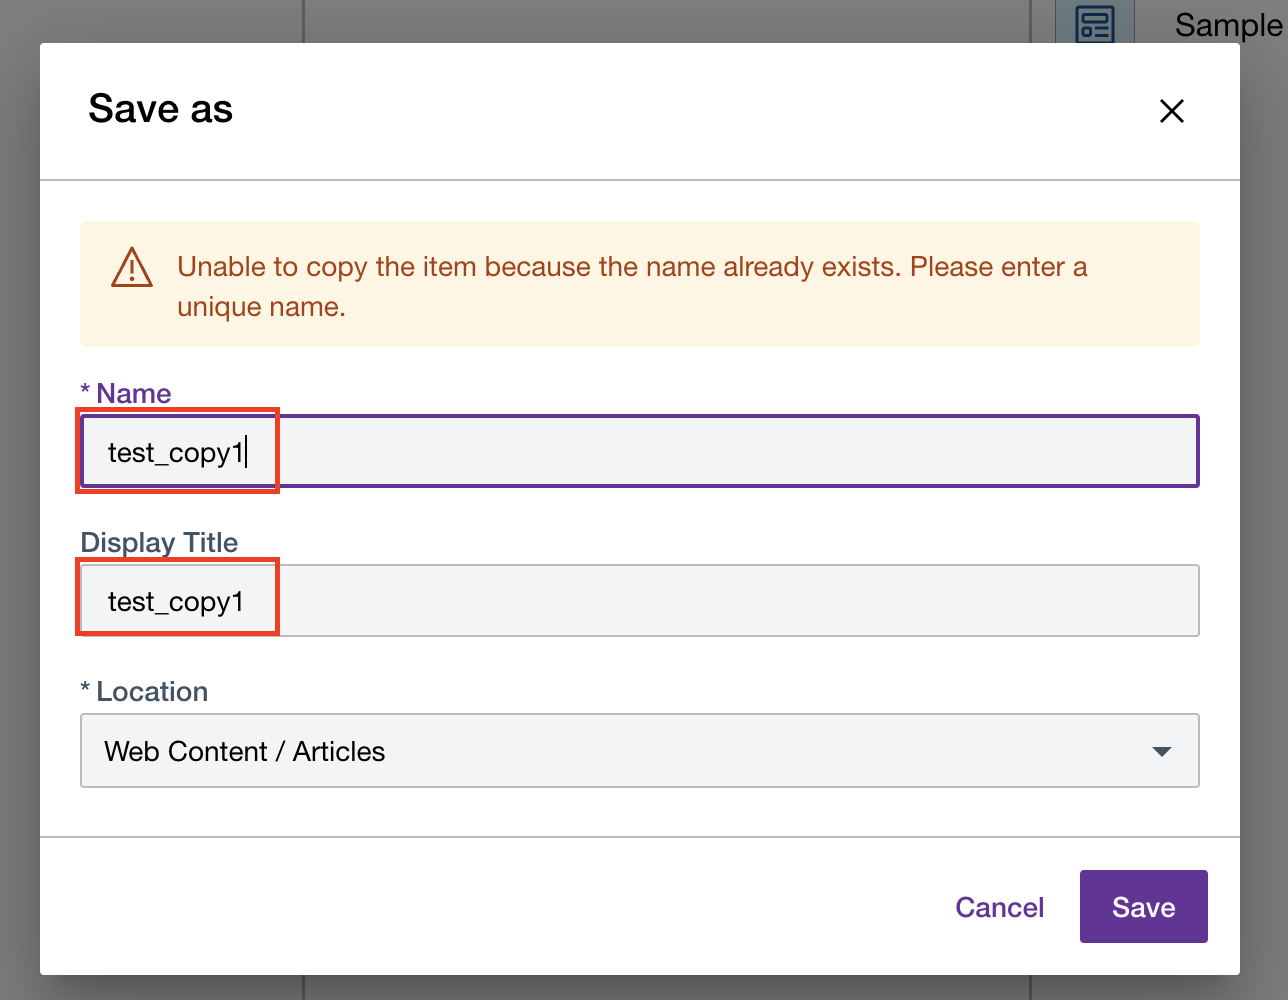 Sample
Save as
Unable to copy the item because the name already exists. Please enter a
unique name.
* Name
test_copy1
Display Title
test_copy1
* Location
Web Content / Articles
Cancel
Save